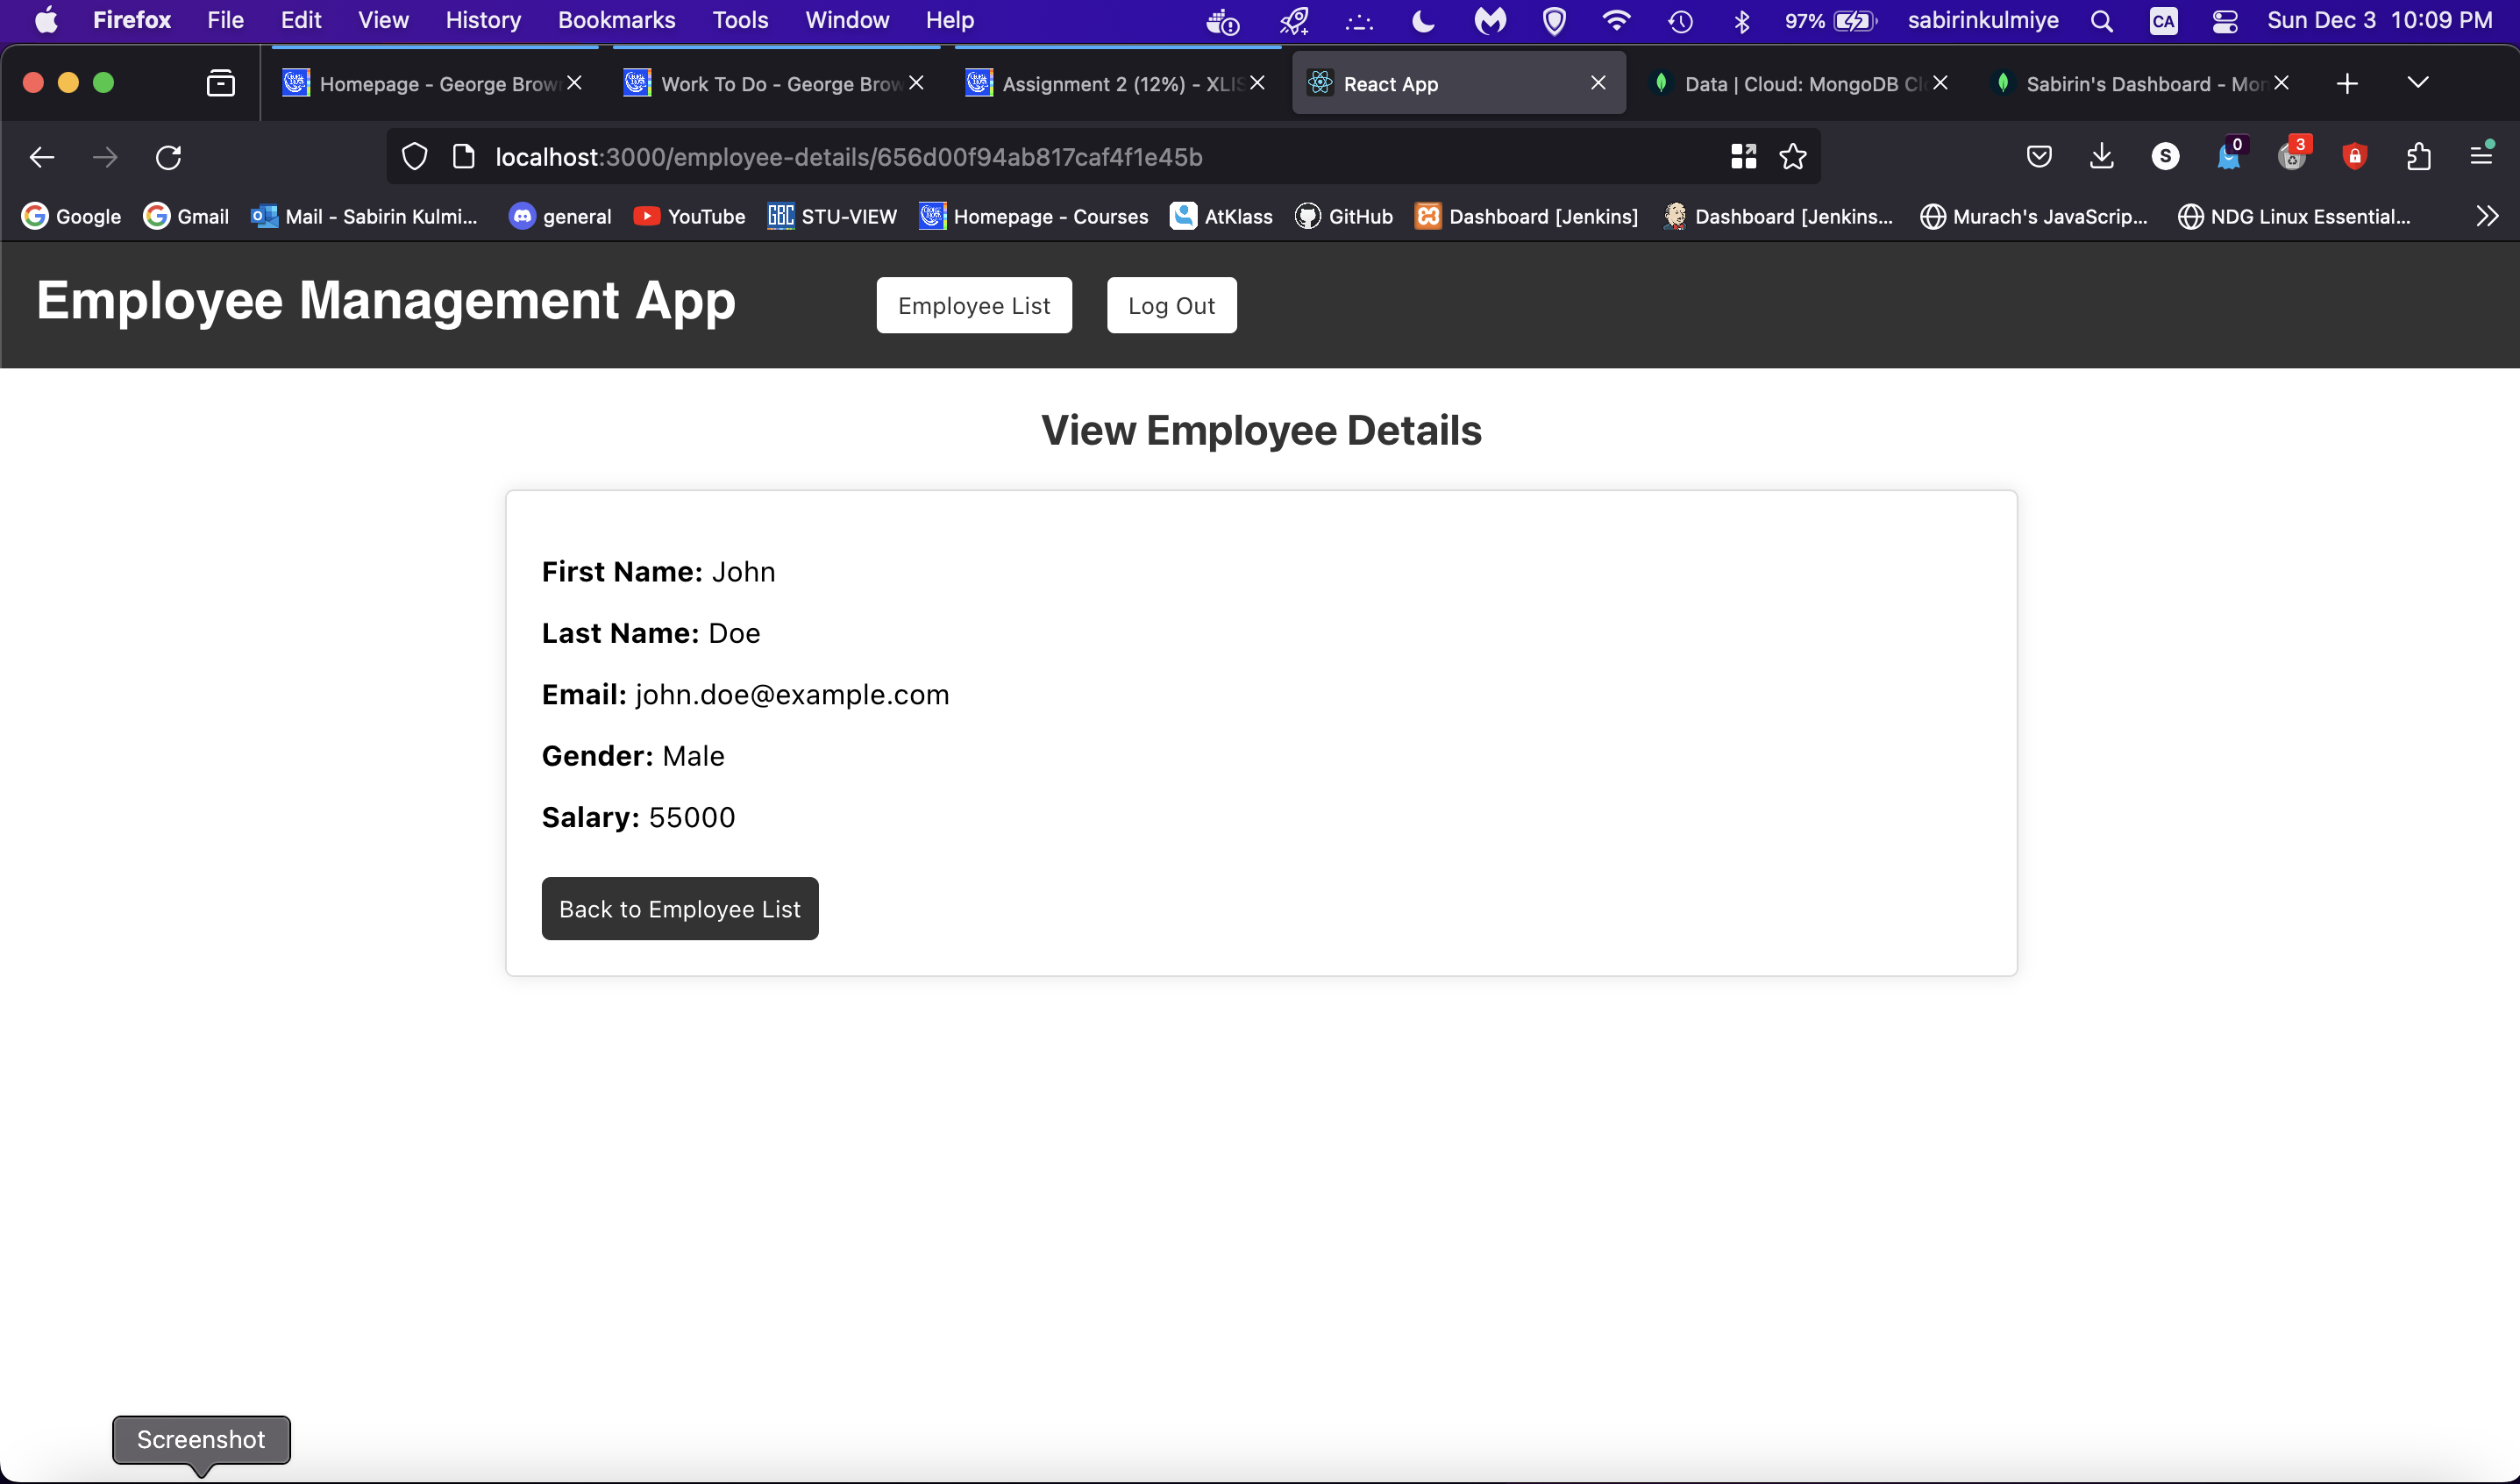 Firefox File Edit View History Bookmarks Tools Window Help 97% sabirinkulmiye CA Sun Dec 3 10:09 PM
Homepage - George Brow Work To Do - George Brow Assignment 2 (12%) - XLIS React App Data | Cloud: MongoDB Cl Sabirin's Dashboard - Mon
localhost:3000/employee-details/656d00f94ab817caf4f1e45b S 0 3
Google Gmail Mail - Sabirin Kulmi... general YouTube GBC STU-VIEW Homepage - Courses AtKlass GitHub Dashboard [Jenkins] Dashboard [Jenkins... Murach's JavaScrip... NDG Linux Essential...
Employee Management App Employee List Log Out
View Employee Details
First Name: John
Last Name: Doe
Email: john.doe@example.com
Gender: Male
Salary: 55000
Back to Employee List
Screenshot